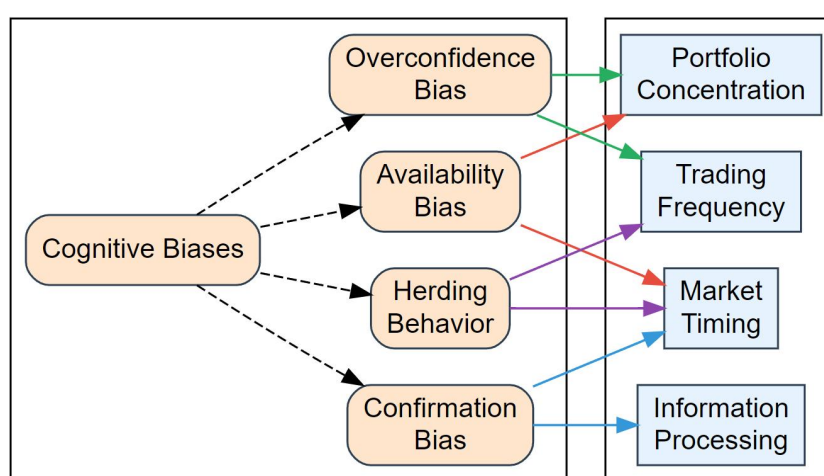 Cognitive Biases
Overconfidence
Bias
Availability
Bias
Herding
Behavior
Confirmation
Bias
Portfolio
Concentration
Trading
Frequency
Market
Timing
Information
Processing